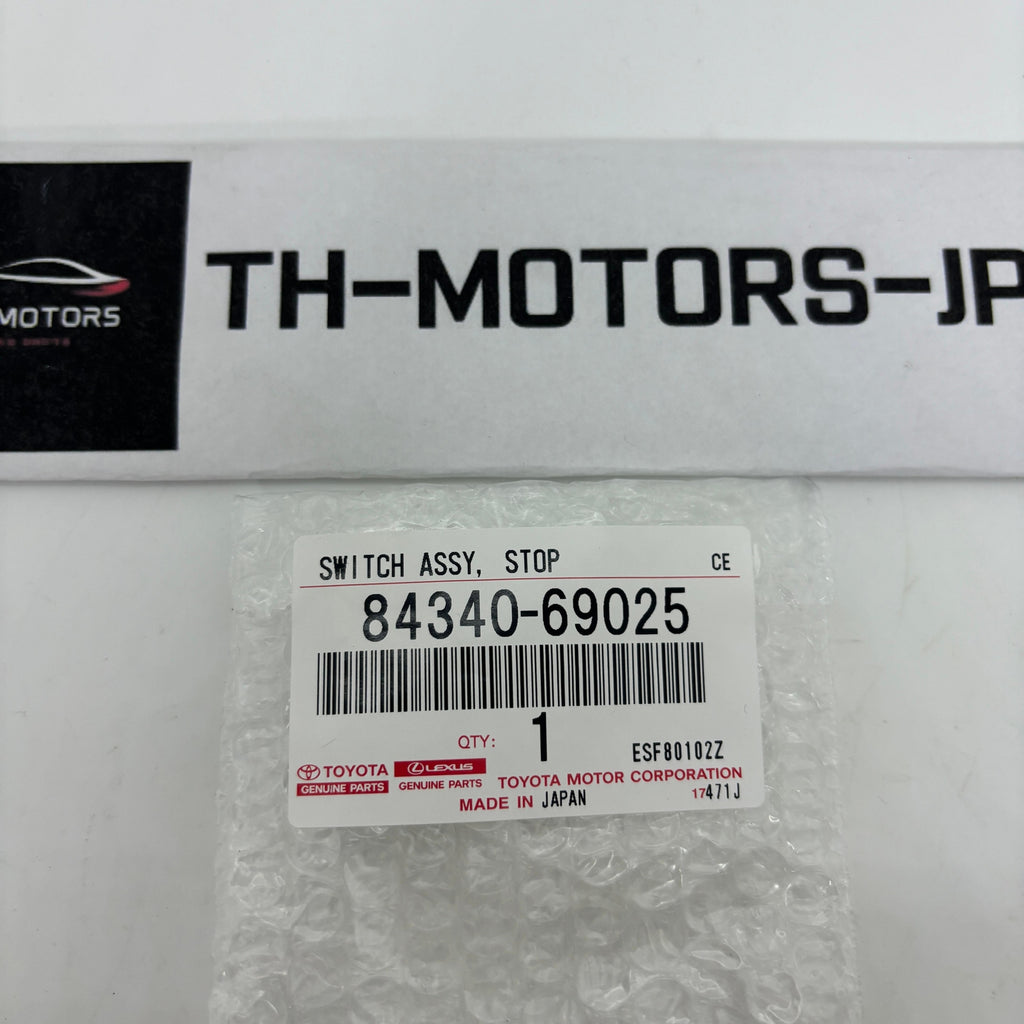 MOTORS
TH-MOTORS-JP
SWITCH ASSY, STOP CE
84340-69025
QTY: 1
ESF80102Z
TOYOTA
GENUINE PARTS
LEXUS
GENUINE PARTS
TOYOTA MOTOR CORPORATION
MADE IN JAPAN
17471J